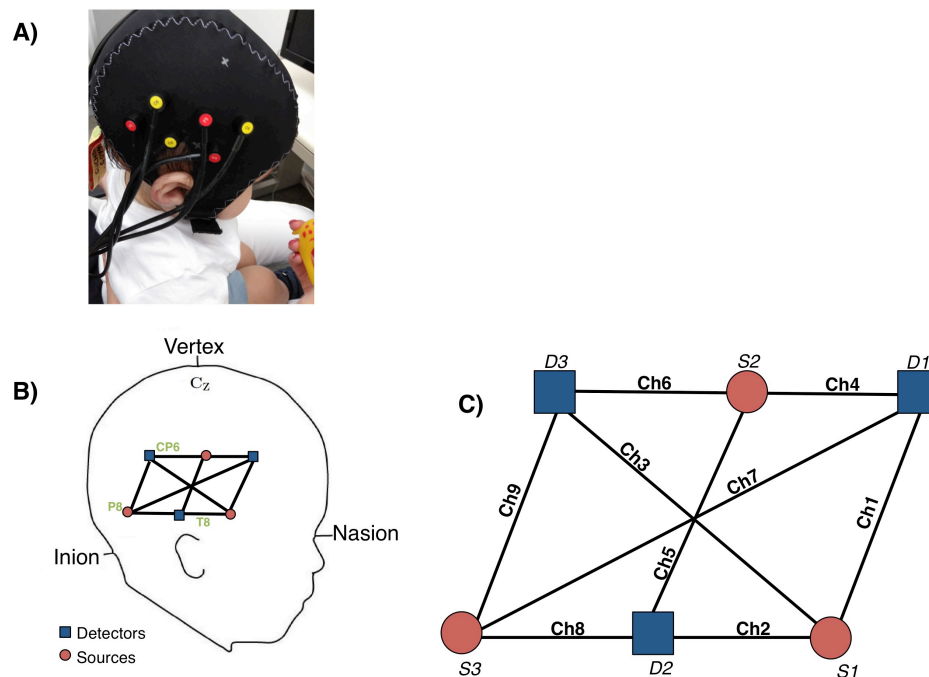 A)
B)
Vertex
Cz
CP6
P8
T8
Nasion
Inion
Detectors
Sources
C)
D3
S2
D1
Ch6
Ch4
Ch3
Ch7
Ch9
Ch1
Ch5
Ch8
Ch2
S3
D2
S1